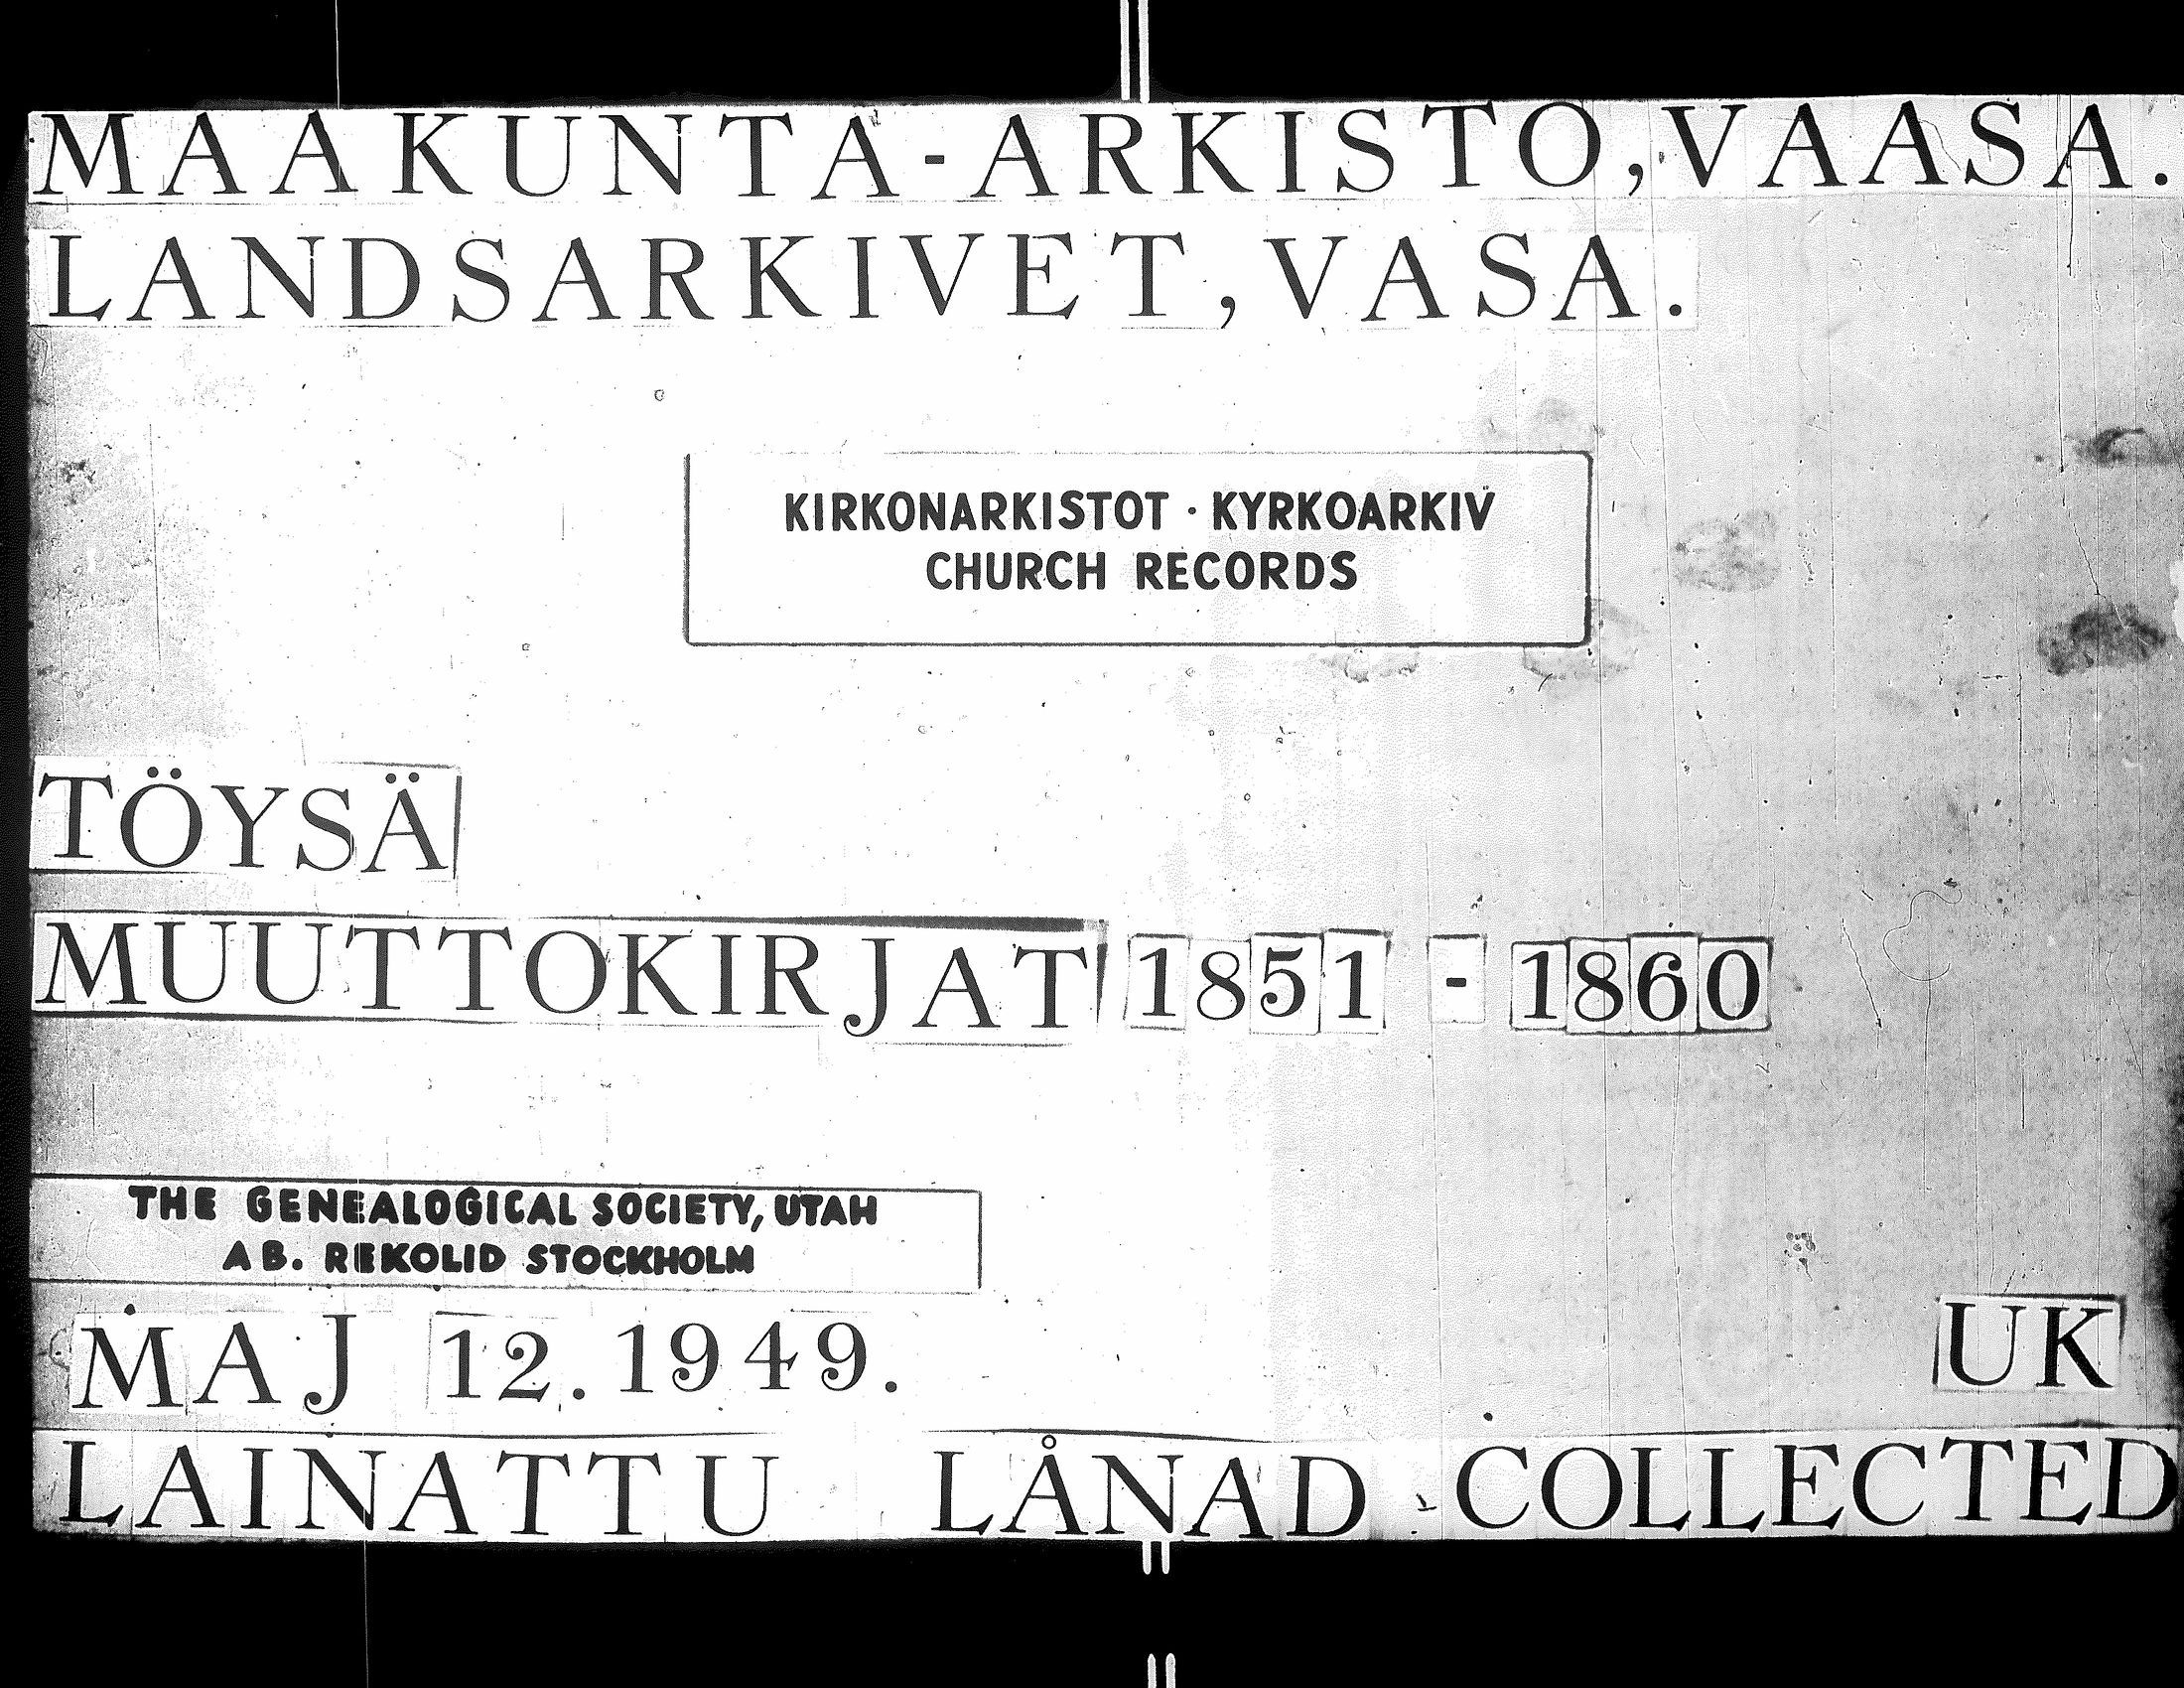 MAAKUNTA-ARKISTO, VAASA.
LANDSARKIVET, VASA.
KIRKONARKISTOT · KYRKOARKIV
CHURCH RECORDS
TÖYSÄ
MUUTTOKIRJAT 1851 - 1860
THE GENEALOGICAL SOCIETY, UTAH
AB. REKOLID STOCKHOLM
MAJ 12. 1949.
UK
LAINATTU LÅNAD COLLECTED